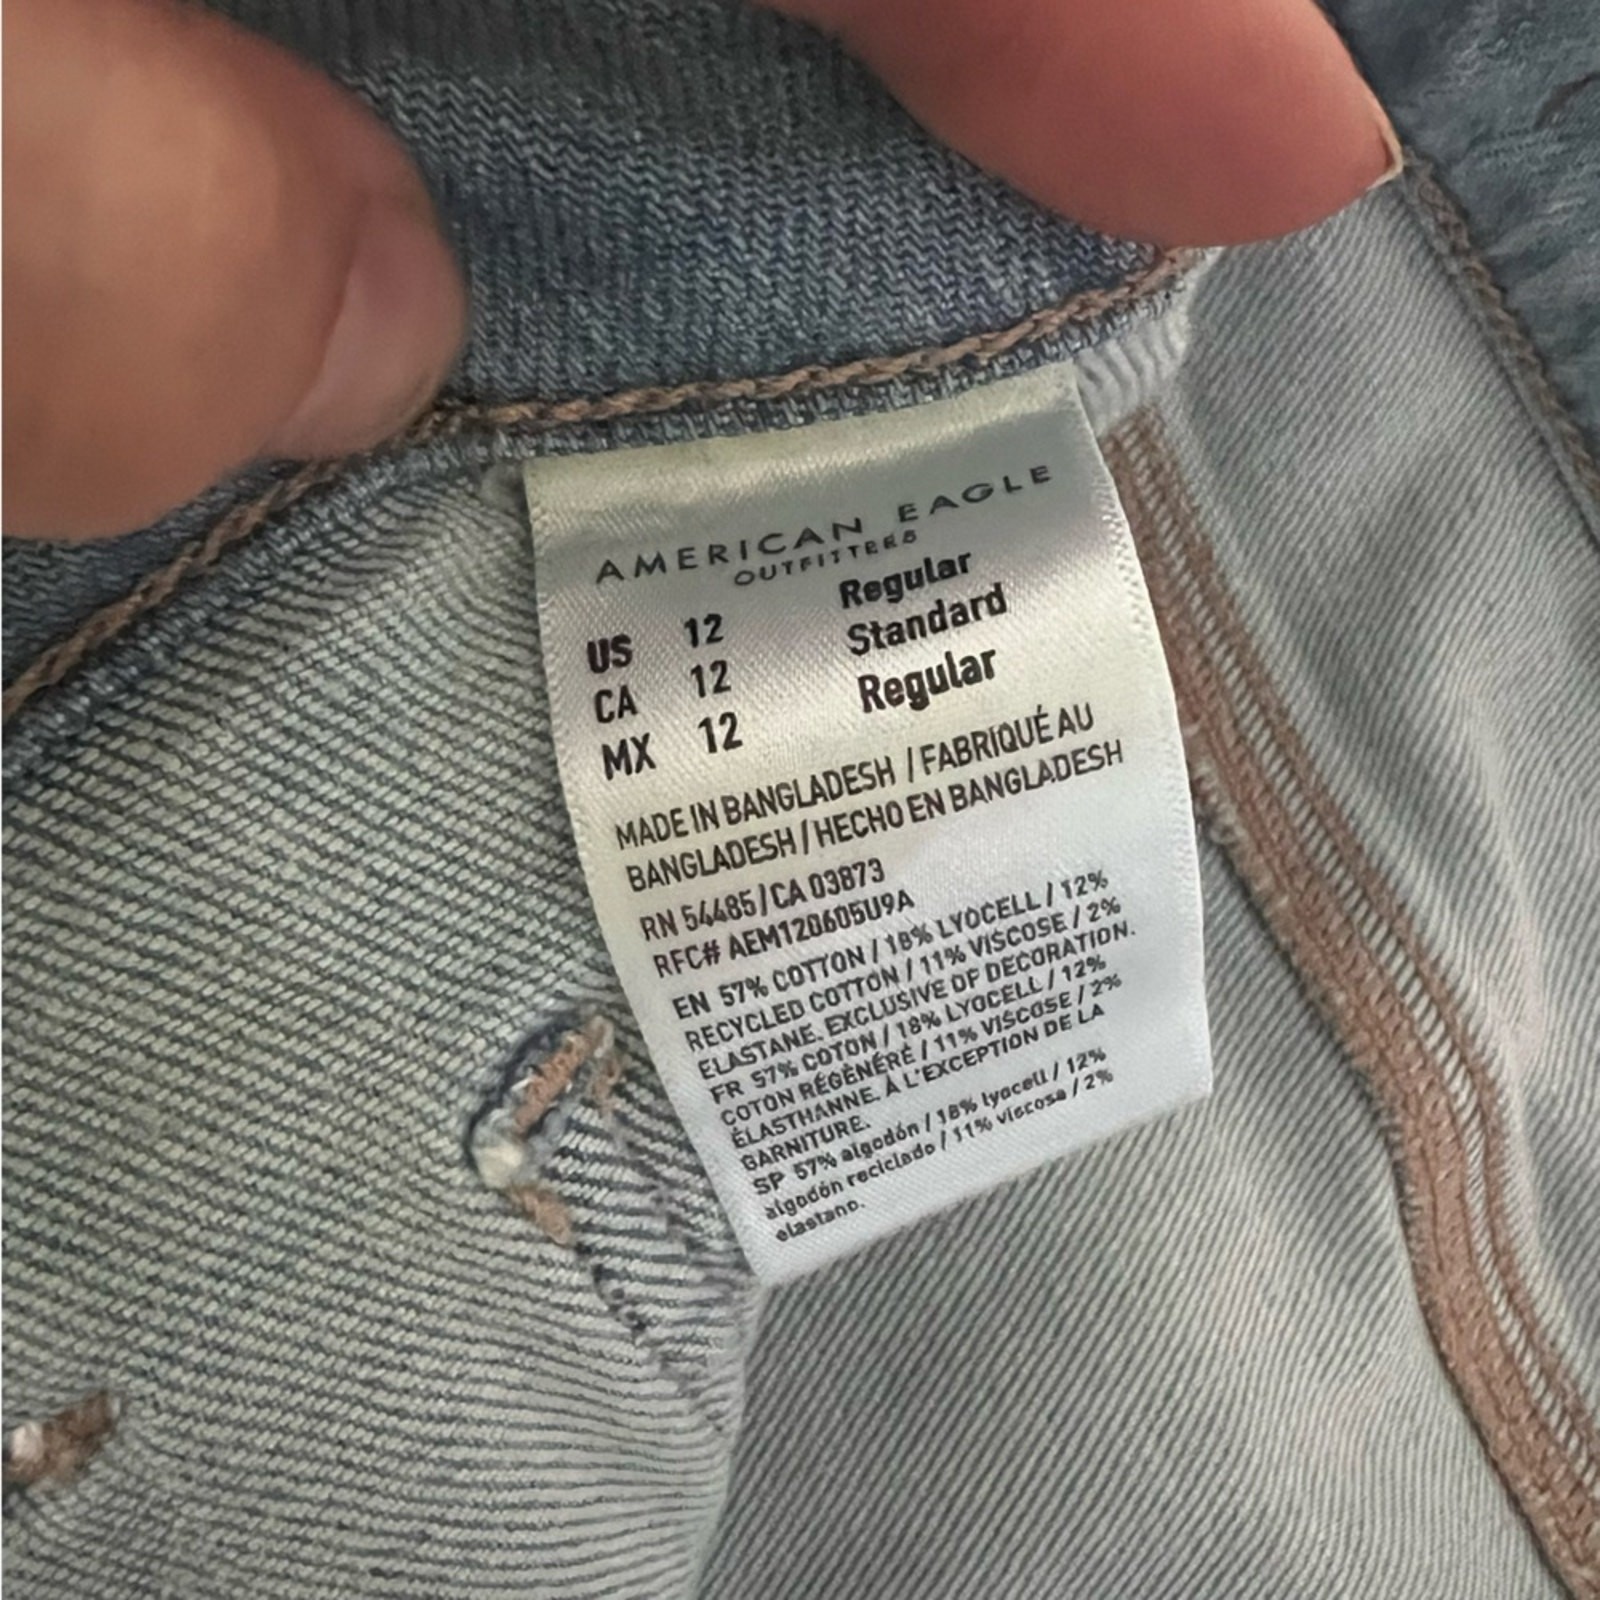 AMERICAN EAGLE
OUTFITTERS
US 12 Regular
CA 12 Standard
MX 12 Regular
MADE IN BANGLADESH / FABRIQUÉ AU
BANGLADESH / HECHO EN BANGLADESH
RN 54485 / CA 03873
RFC# AEM120605U9A
EN 57% COTTON / 18% LYOCELL / 12%
RECYCLED COTTON / 11% VISCOSE / 2%
ELASTANE. EXCLUSIVE OF DECORATION.
FR 57% COTON / 18% LYOCELL / 12%
COTON RÉGÉNÉRÉ / 11% VISCOSE / 2%
ÉLASTHANNE. À L'EXCEPTION DE LA
GARNITURE.
SP 57% algodón / 18% lyocell / 12%
algodón reciclado / 11% viscosa / 2%
elastano.